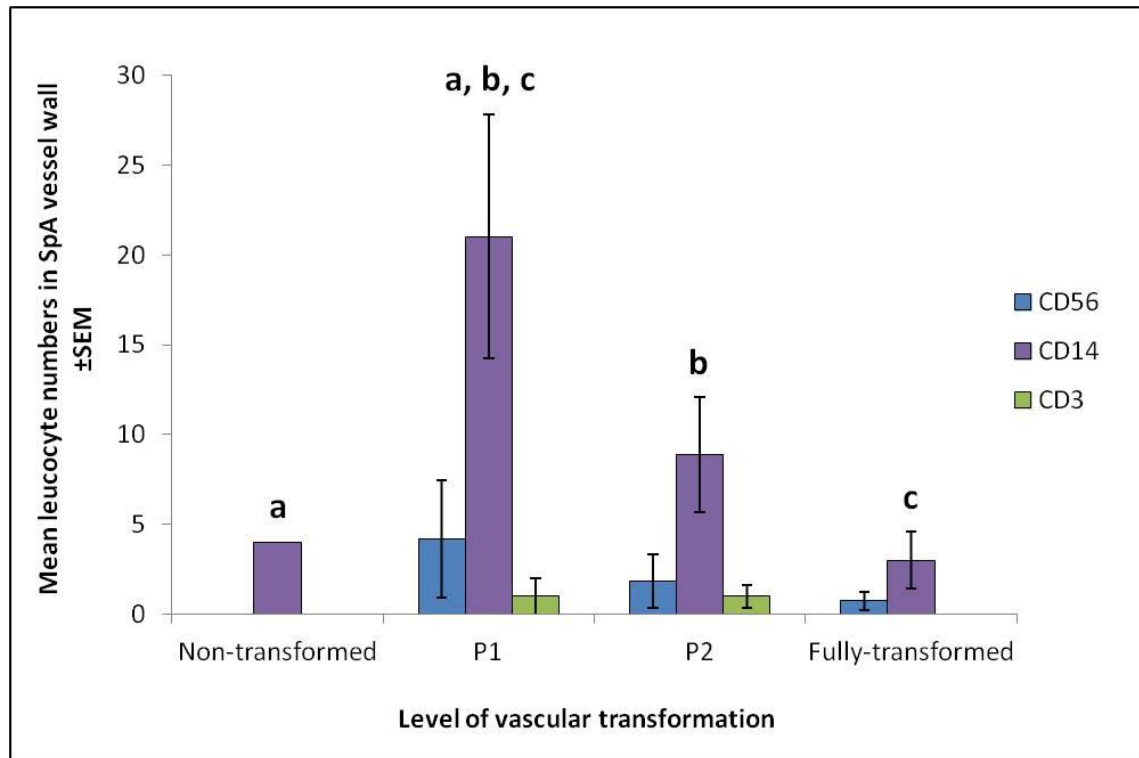 Mean leucocyte numbers in SpA vessel wall
±SEM
30
25
20
15
10
5
0
a
a, b, c
b
c
Non-transformed
P1
P2
Fully-transformed
Level of vascular transformation
CD56
CD14
CD3